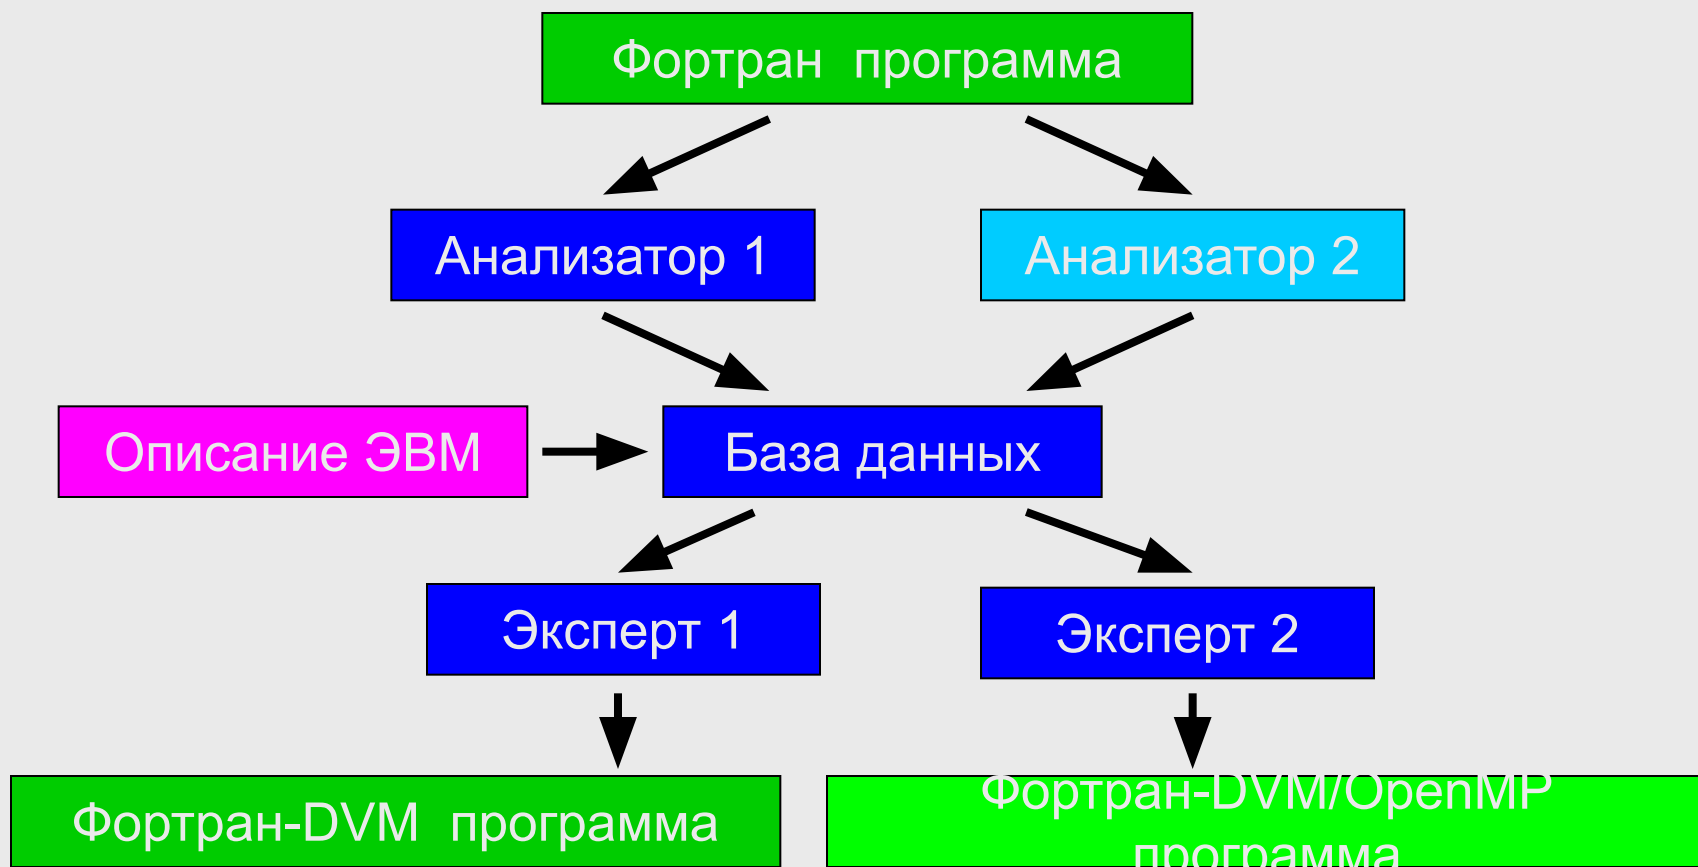 Фортран программа
Анализатор 1
Анализатор 2
Описание ЭВМ
База данных
Эксперт 1
Эксперт 2
Фортран-DVM программа
Фортран-DVM/OpenMP
программа